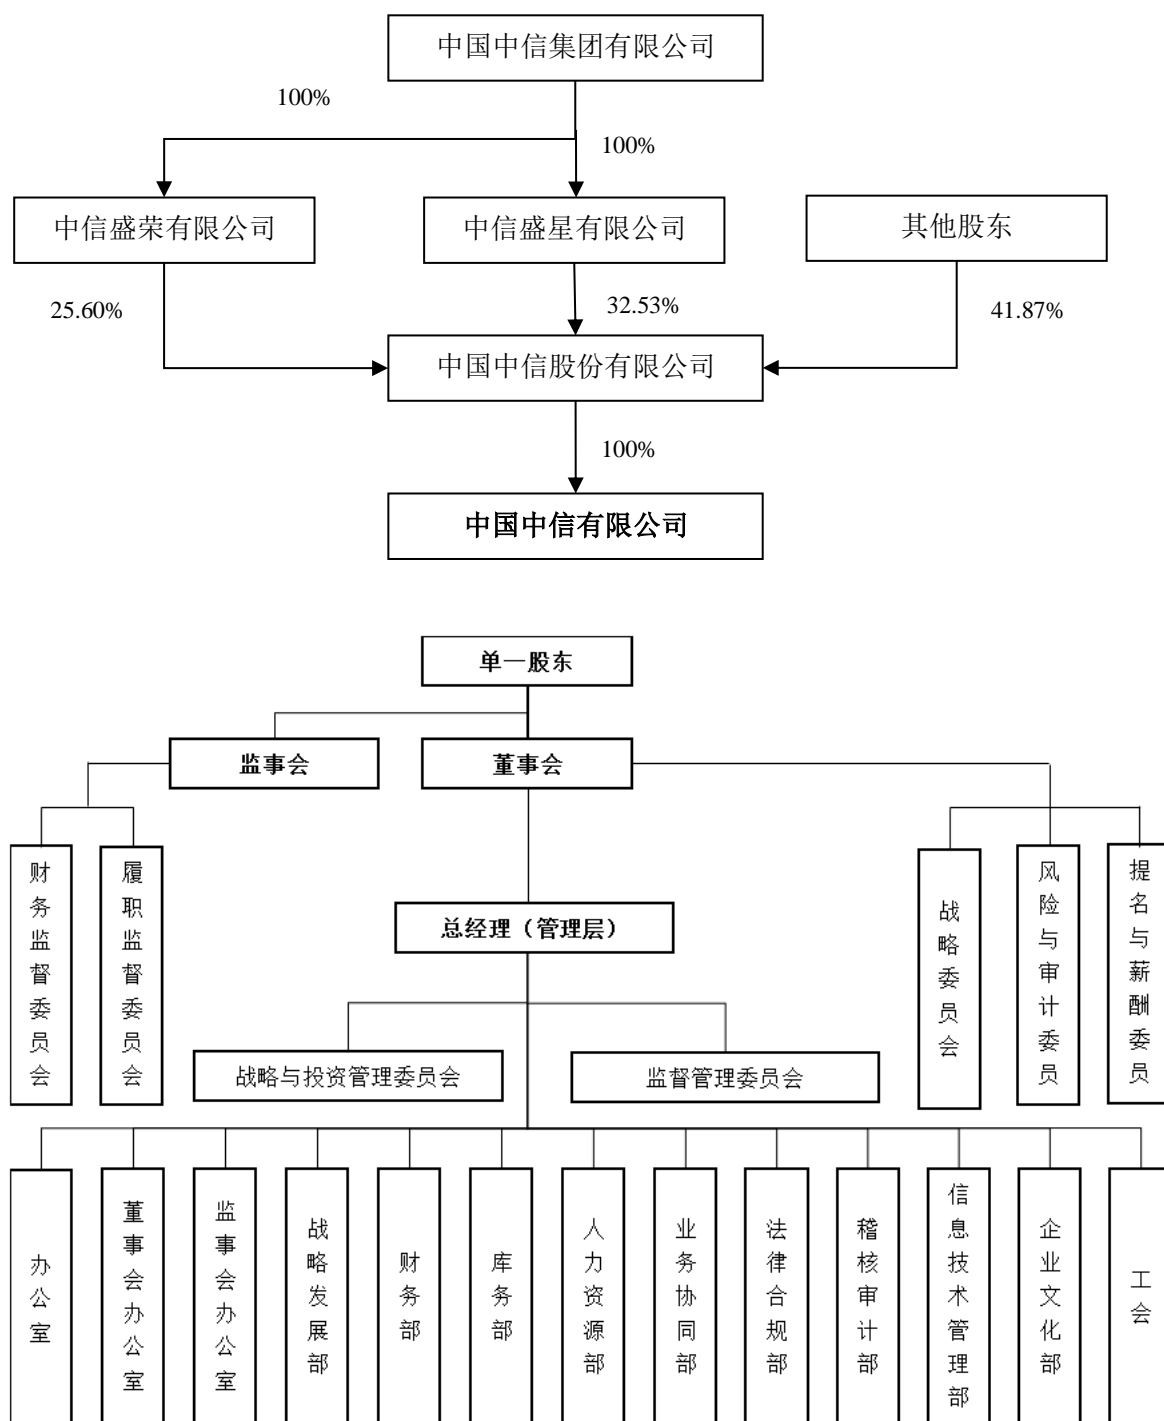 中国中信集团有限公司
100%
100%
中信盛荣有限公司
中信盛星有限公司
其他股东
25.60%
32.53%
41.87%
中国中信股份有限公司
100%
中国中信有限公司
单一股东
监事会
董事会
财务监督委员会
履职监督委员会
战略委员会
风险与审计委员
提名与薪酬委员
总经理（管理层）
战略与投资管理委员会
监督管理委员会
办公室
董事会办公室
监事会办公室
战略发展部
财务部
库务部
人力资源部
业务协同部
法律合规部
稽核审计部
信息技术管理部
企业文化部
工会